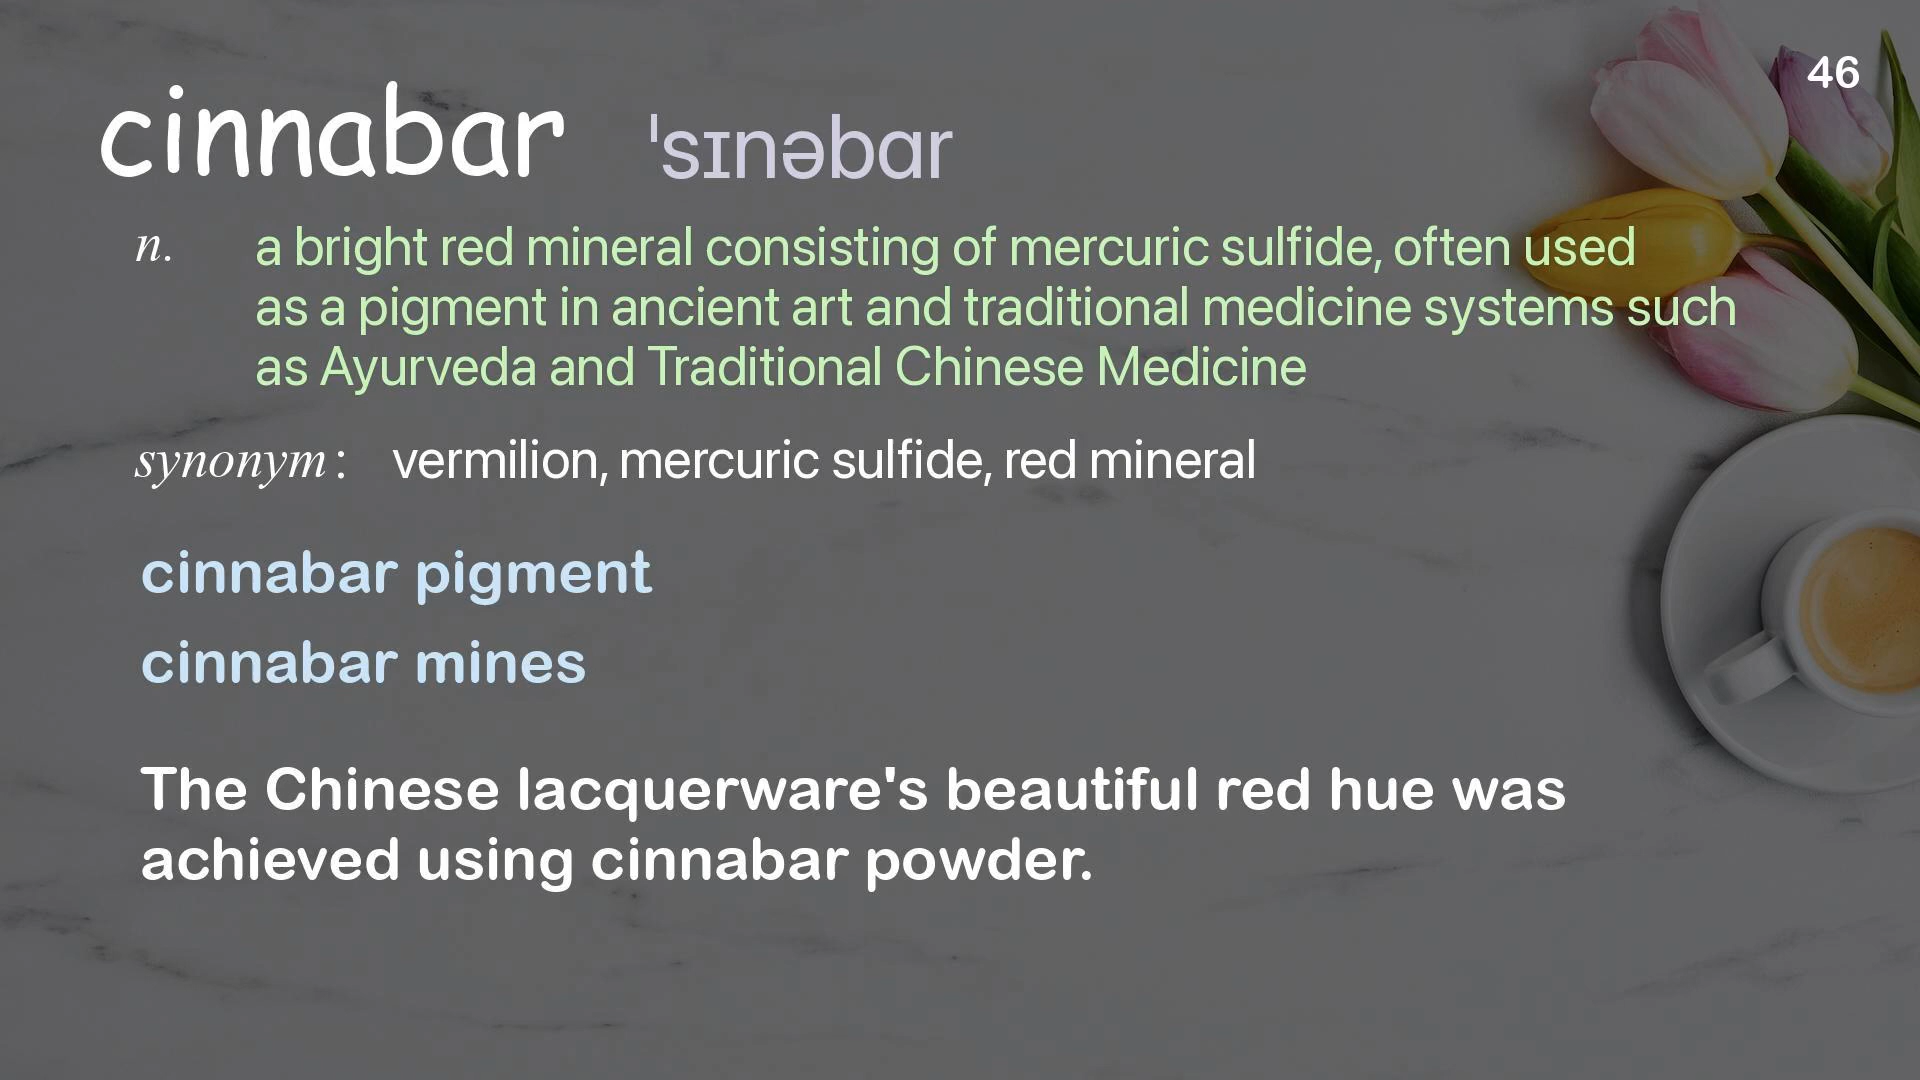 46
cinnabar ˈsɪnəbɑr
n. a bright red mineral consisting of mercuric sulfide, often used
as a pigment in ancient art and traditional medicine systems such
as Ayurveda and Traditional Chinese Medicine
synonym: vermilion, mercuric sulfide, red mineral
cinnabar pigment
cinnabar mines
The Chinese lacquerware's beautiful red hue was
achieved using cinnabar powder.